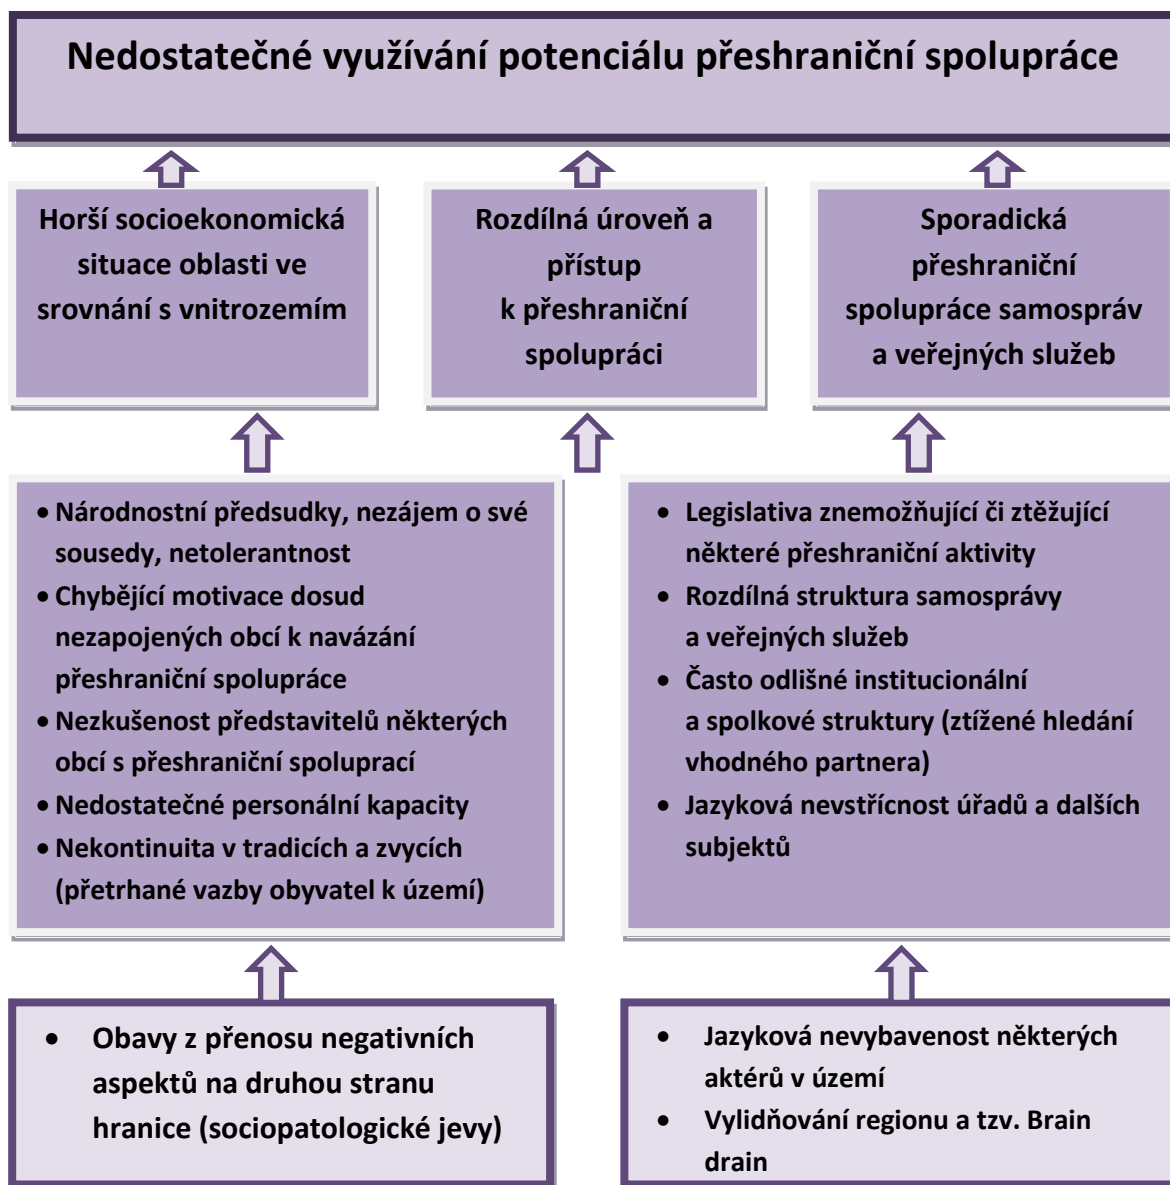 Nedostatečné využívání potenciálu přeshraniční spolupráce
Horší socioekonomická
situace oblasti ve
srovnání s vnitrozemím
Rozdílná úroveň a
přístup
k přeshraniční
spolupráci
Sporadická
přeshraniční
spolupráce samospráv
a veřejných služeb
• Národnostní předsudky, nezájem o své
sousedy, netolerantnost
• Chybějící motivace dosud
nezapojených obcí k navázání
přeshraniční spolupráce
• Nezkušenost představitelů některých
obcí s přeshraniční spoluprací
• Nedostatečné personální kapacity
• Nekontinuita v tradicích a zvycích
(přetrhané vazby obyvatel k území)
• Legislativa znemožňující či ztěžující
některé přeshraniční aktivity
• Rozdílná struktura samosprávy
a veřejných služeb
• Často odlišné institucionální
a spolkové struktury (ztížené hledání
vhodného partnera)
• Jazyková nevstřícnost úřadů a dalších
subjektů
• Obavy z přenosu negativních
aspektů na druhou stranu
hranice (sociopatologické jevy)
• Jazyková nevybavenost některých
aktérů v území
• Vylidňování regionu a tzv. Brain
drain